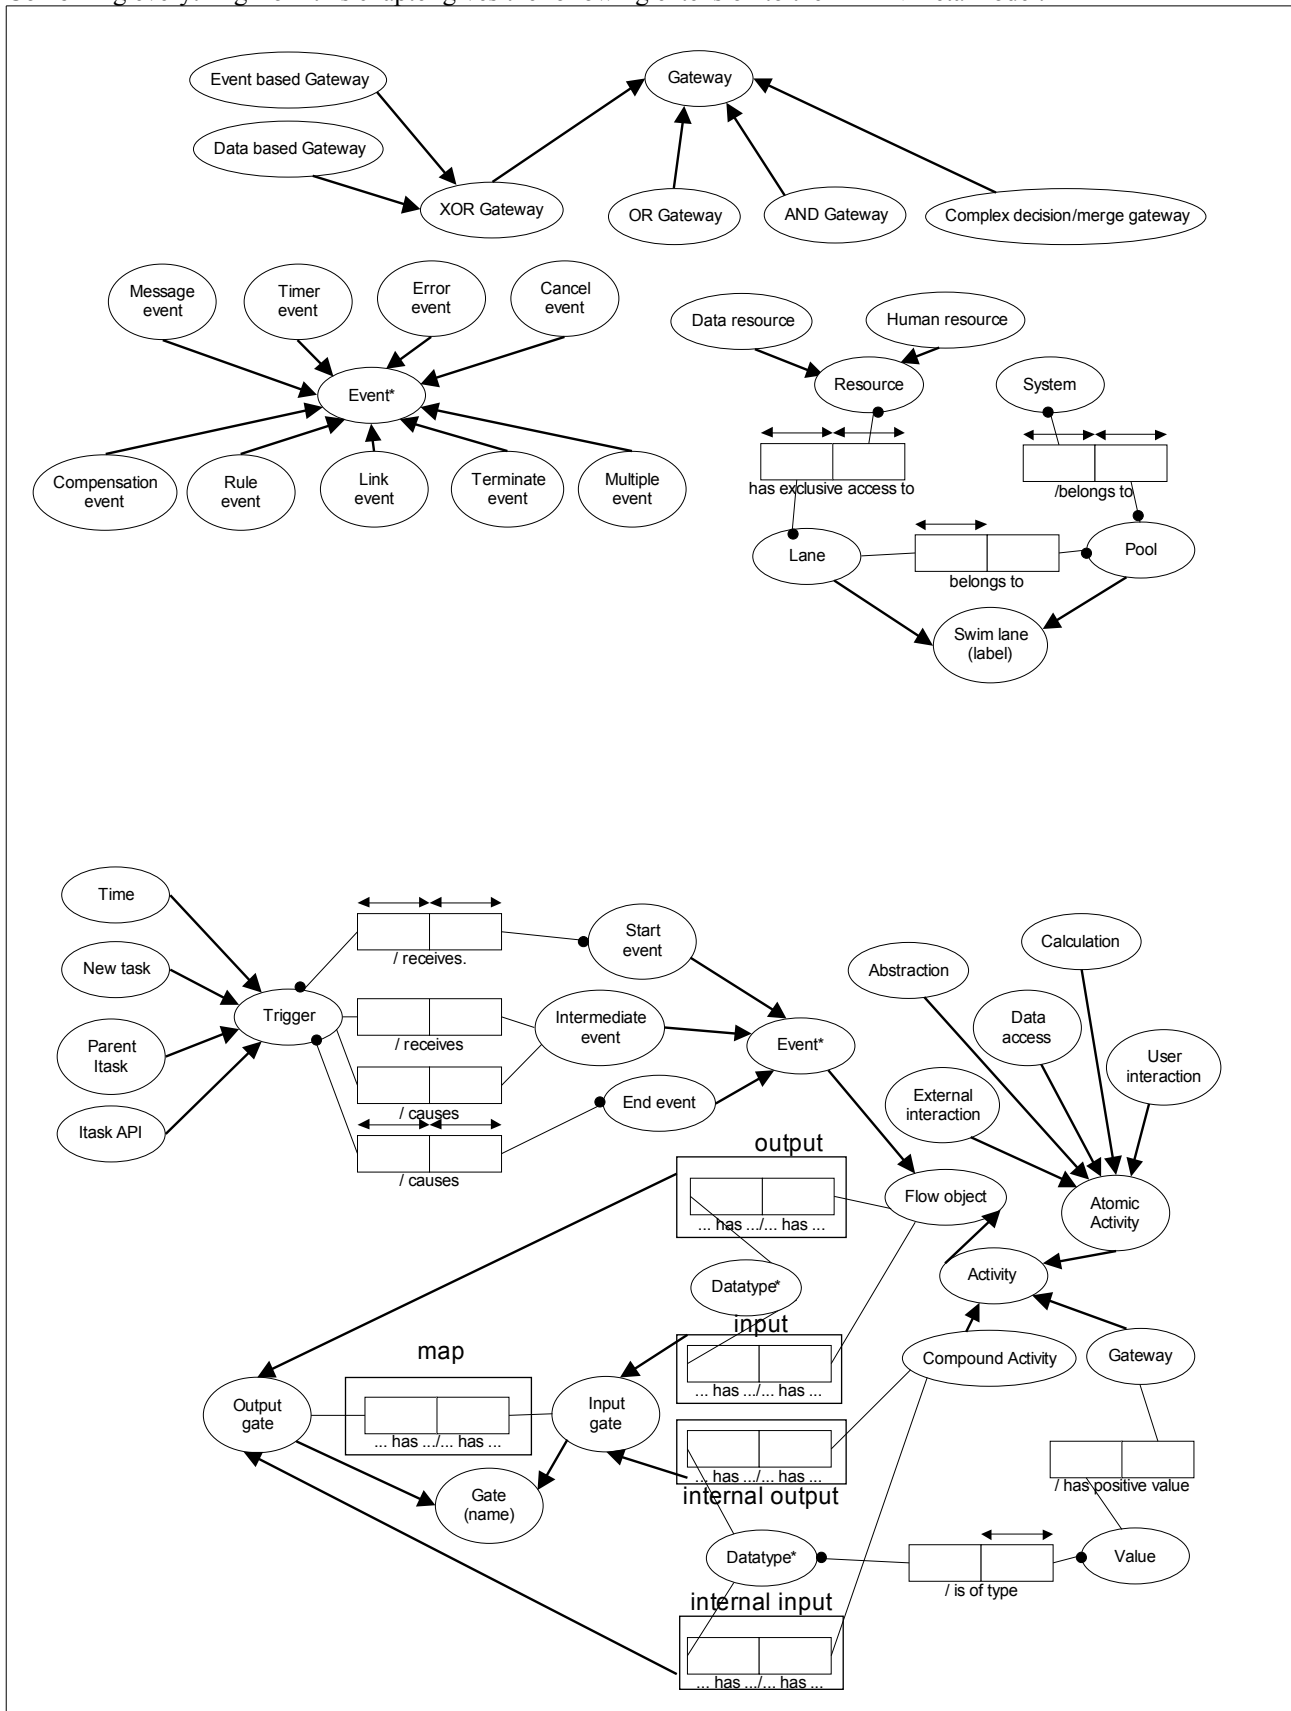 Event based Gateway
Gateway
Data based Gateway
XOR Gateway
OR Gateway
AND Gateway
Complex decision/merge gateway
Message
event
Timer
event
Error
event
Cancel
event
Data resource
Human resource
Event*
Resource
System
Compensation
event
Rule
event
Link
event
Terminate
event
Multiple
event
has exclusive access to
/belongs to
Lane
Pool
belongs to
Swim lane
(label)
Time
Start
event
Calculation
/ receives.
New task
Abstraction
Trigger
Intermediate
event
Data
access
Parent
Itask
/ receives
Event*
User
interaction
External
interaction
/ causes
End event
Itask API
output
/ causes
Flow object
Atomic
Activity
... has .../... has ...
Datatype*
Activity
input
map
Compound Activity
Gateway
... has .../... has ...
Output
gate
Input
gate
... has .../... has ...
... has .../... has ...
internal output
/ has positive value
Gate
(name)
Datatype*
Value
/ is of type
internal input
... has .../... has ...